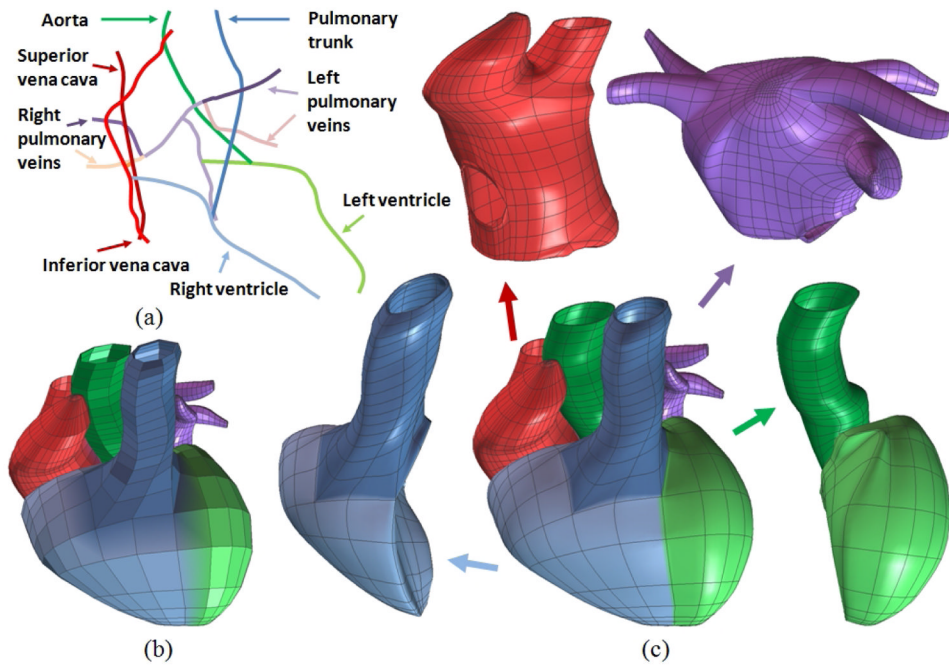 Aorta
Pulmonary
trunk
Superior
vena cava
Left
pulmonary
veins
Right
pulmonary
veins
Left ventricle
Inferior vena cava
Right ventricle
(a)
(b)
(c)